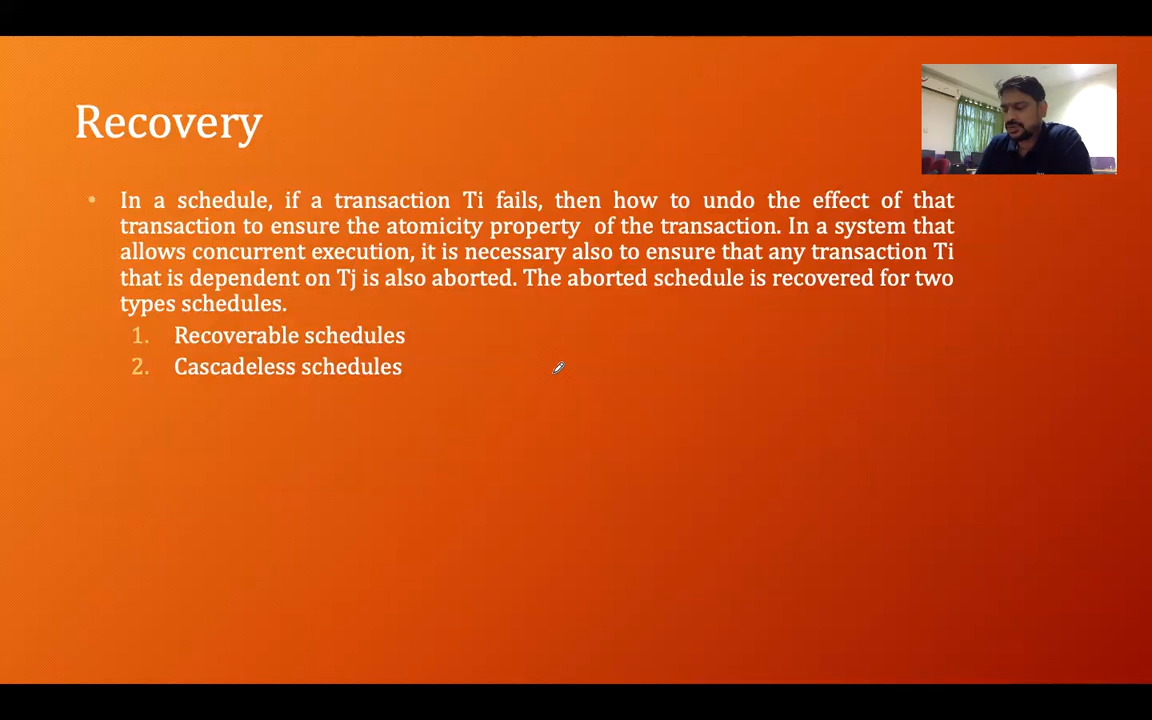 Recovery
• In a schedule, if a transaction Ti fails, then how to undo the effect of that
transaction to ensure the atomicity property of the transaction. In a system that
allows concurrent execution, it is necessary also to ensure that any transaction Ti
that is dependent on Tj is also aborted. The aborted schedule is recovered for two
types schedules.
1. Recoverable schedules
2. Cascadeless schedules